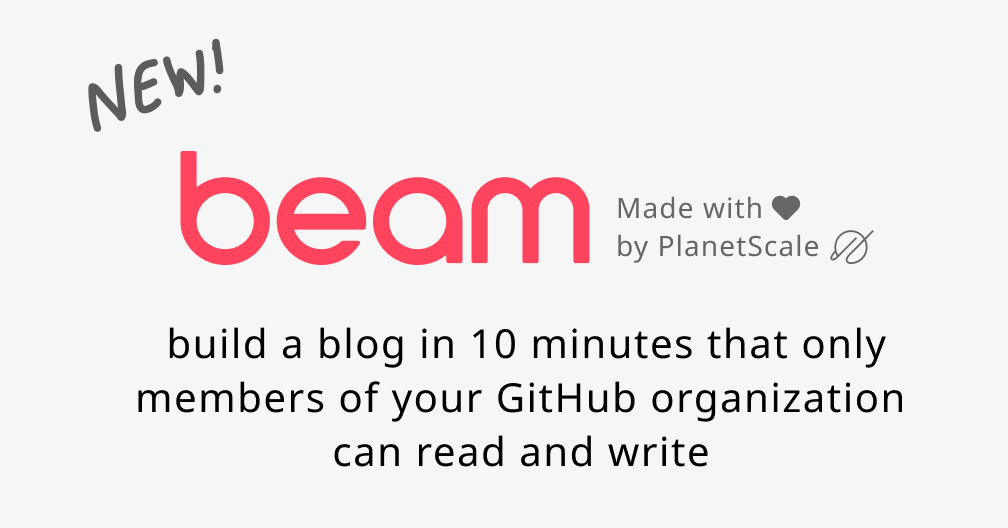 NEW!
beam
Made with
by PlanetScale
build a blog in 10 minutes that only
members of your GitHub organization
can read and write